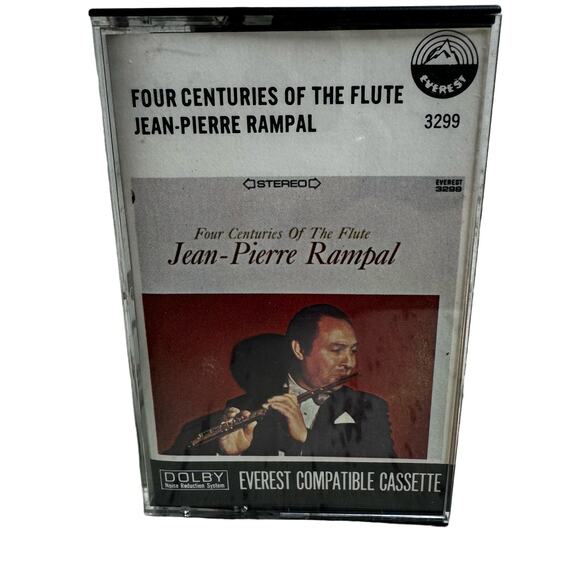 EVEREST
FOUR CENTURIES OF THE FLUTE
JEAN-PIERRE RAMPAL
3299
STEREO
EVEREST
3299
Four Centuries Of The Flute
Jean-Pierre Rampal
DOLBY
Noise Reduction System
EVEREST COMPATIBLE CASSETTE